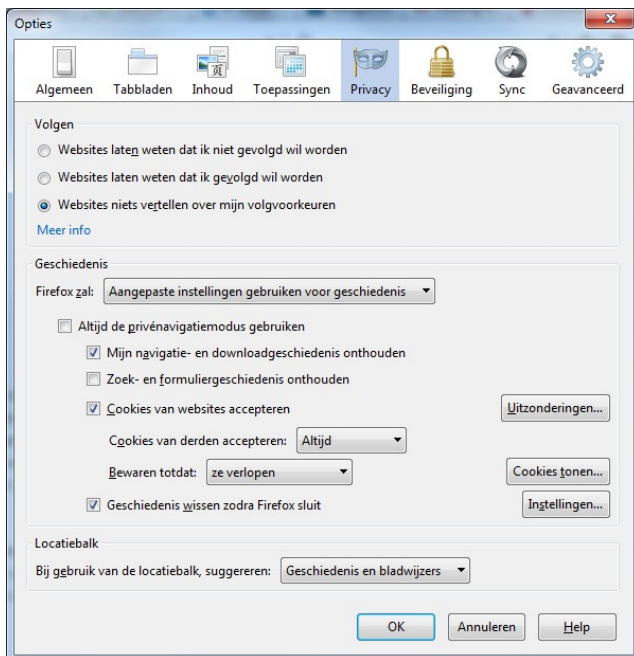 Opties
Algemeen Tabbladen Inhoud Toepassingen Privacy Beveiliging Sync Geavanceerd
Volgen
Websites laten weten dat ik niet gevolgd wil worden
Websites laten weten dat ik gevolgd wil worden
Websites niets vertellen over mijn volgvoorkeuren
Meer info
Geschiedenis
Firefox zal: Aangepaste instellingen gebruiken voor geschiedenis
Altijd de privénavigatiemodus gebruiken
Mijn navigatie- en downloadgeschiedenis onthouden
Zoek- en formuliergeschiedenis onthouden
Cookies van websites accepteren Uitzonderingen...
Cookies van derden accepteren: Altijd
Bewaren totdat: ze verlopen Cookies tonen...
Geschiedenis wissen zodra Firefox sluit Instellingen...
Locatiebalk
Bij gebruik van de locatiebalk, suggereren: Geschiedenis en bladwijzers
OK Annuleren Help